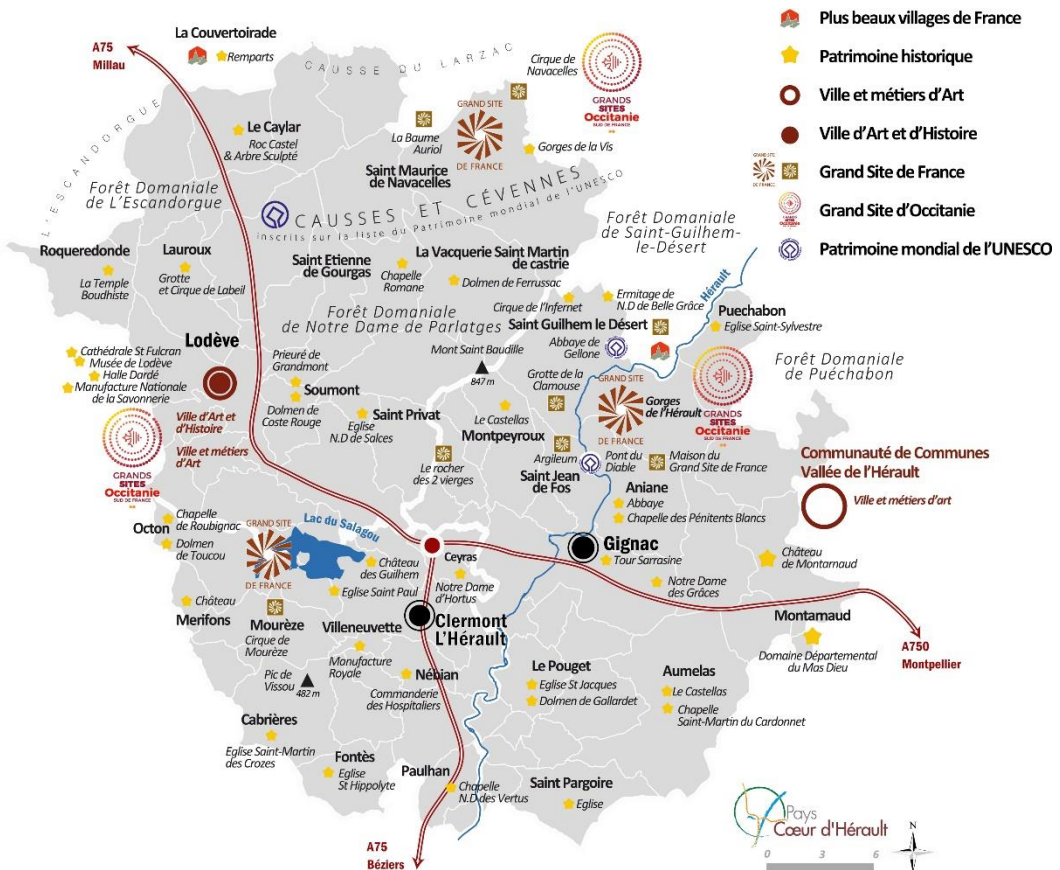 A75
Millau
La Couvertoirade
Remparts
CAUSSE DU LARZAC
Cirque de
Navacelles
GRANDS
SITES
Occitanie
SUD DE FRANCE
Plus beaux villages de France
Patrimoine historique
Ville et métiers d'Art
Ville d'Art et d'Histoire
GRAND SITE
DE FRANCE
Grand Site de France
GRANDS
SITES
Occitanie
Grand Site d'Occitanie
Patrimoine mondial de l'UNESCO
L'ESCANDORGUE
Le Caylar
Roc Castel
& Arbre Sculpté
La Baume
Auriol
GRAND SITE
DE FRANCE
Saint Maurice
de Navacelles
Gorges de la Vis
Forêt Domaniale
de L'Escandorgue
CAUSSES ET CÉVENNES
inscrits sur la liste du Patrimoine mondial de l'UNESCO
Forêt Domaniale
de Saint-Guilhem-
le-Désert
Roqueredonde
La Temple
Boudhiste
Lauroux
Grotte
et Cirque de Labeil
Saint Etienne
de Gourgas
Chapelle
Romane
La Vacquerie Saint Martin
de castrie
Dolmen de Ferrussac
Cirque de l'Infernet
Ermitage de
N.D de Belle Grâce
Hérault
Puechabon
Eglise Saint-Sylvestre
Forêt Domaniale
de Notre Dame de Parlatges
Saint Guilhem le Désert
Abbaye de
Gellone
Forêt Domaniale
de Puéchabon
Lodève
Cathédrale St Fulcran
Musée de Lodève
Halle Dardé
Manufacture Nationale
de la Savonnerie
Ville d'Art et
d'Histoire
Ville et métiers
d'Art
Prieuré de
Grandmont
Soumont
Dolmen de
Coste Rouge
Mont Saint Baudille
847 m
Saint Privat
Eglise
N.D de Salces
Le Castellas
Montpeyroux
Grotte de la
Clamouse
GRAND SITE
Gorges
de l'Hérault
DE FRANCE
GRANDS
SITES
Occitanie
SUD DE FRANCE
GRANDS
SITES
Occitanie
SUD DE FRANCE
Le rocher
des 2 vierges
Argileum
Saint Jean
de Fos
Pont du
Diable
Maison du
Grand Site de France
Communauté de Communes
Vallée de l'Hérault
Ville et métiers d'art
Aniane
Abbaye
Chapelle des Pénitents Blancs
Octon
Chapelle
de Roubignac
Dolmen
de Toucou
GRAND SITE
DE FRANCE
Lac du Salagou
Château
des Guilhem
Ceyras
Notre Dame
d'Hortus
Gignac
Tour Sarrasine
Notre Dame
des Grâces
Château
de Montarnaud
Merifons
Château
Mourèze
Cirque de
Mourèze
Eglise Saint Paul
Villeneuvette
Manufacture
Royale
Clermont
L'Hérault
Montarnaud
Domaine Départemental
du Mas Dieu
A750
Montpellier
Pic de
Vissou
482 m
Nébian
Commanderie
des Hospitaliers
Le Pouget
Eglise St Jacques
Dolmen de Gallardet
Aumelas
Le Castellas
Chapelle
Saint-Martin du Cardonnet
Cabrières
Eglise Saint-Martin
des Crozes
Fontès
Eglise
St Hippolyte
Paulhan
Chapelle
N.D des Vertus
Saint Pargoire
Eglise
A75
Béziers
Pays
Cœur d'Hérault
N
0 3 6